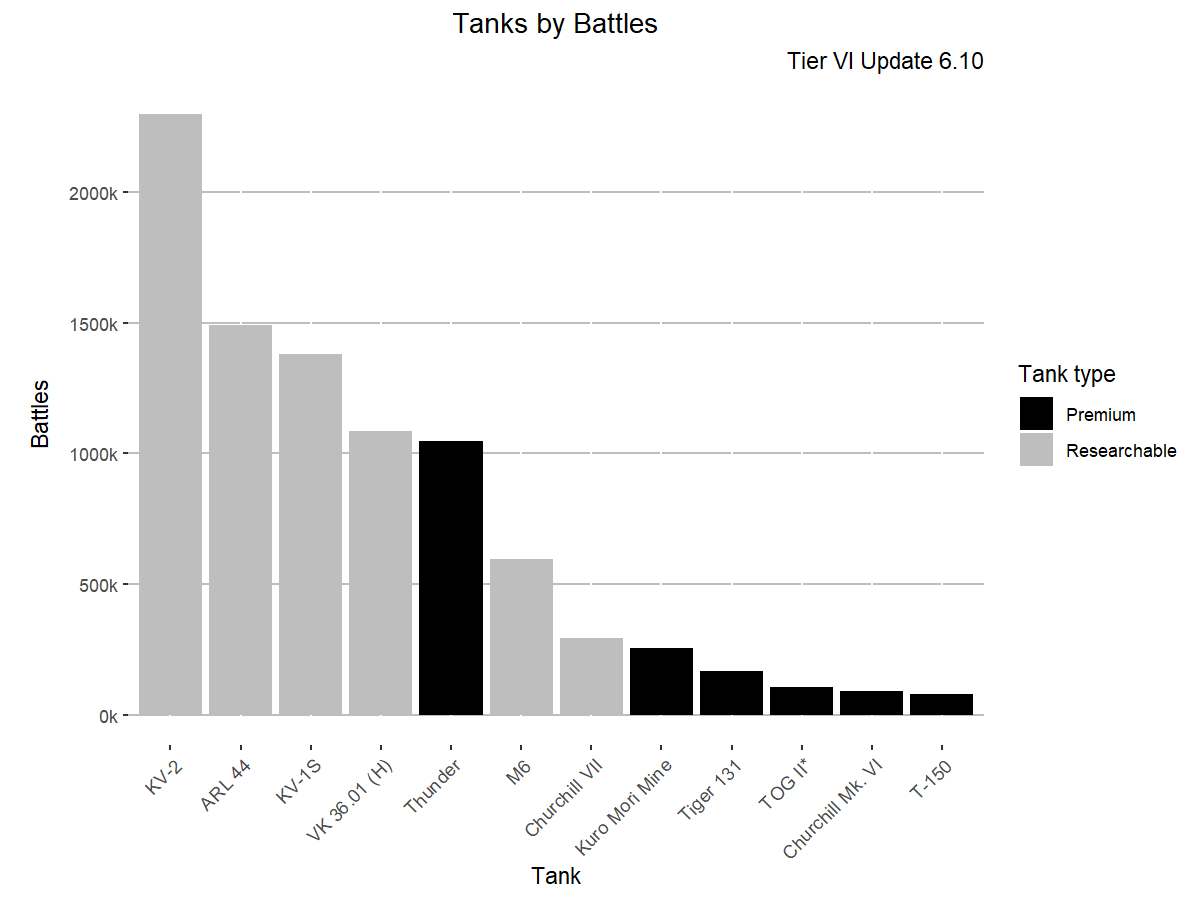 Tanks by Battles
Tier VI Update 6.10
Battles
2000k
1500k
1000k
500k
0k
KV-2
ARL 44
KV-1S
VK 36.01 (H)
Thunder
M6
Churchill VII
Kuro Mori Mine
Tiger 131
TOG II*
Churchill Mk. VI
T-150
Tank
Tank type
Premium
Researchable